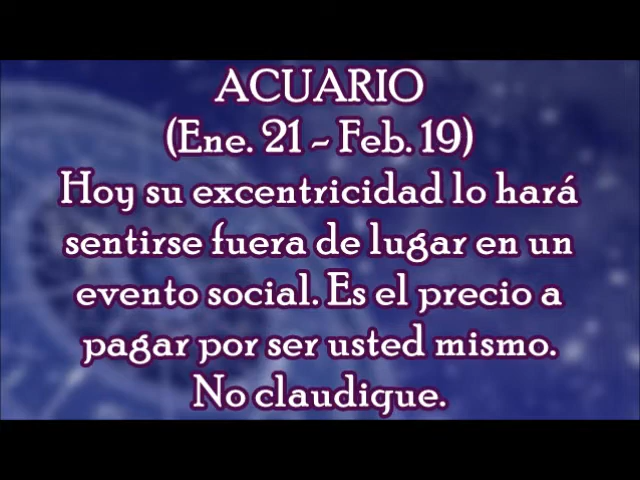 ACUARIO
(Ene. 21 - Feb. 19)
Hoy su excentricidad lo hará
sentirse fuera de lugar en un
evento social. Es el precio a
pagar por ser usted mismo.
No claudique.